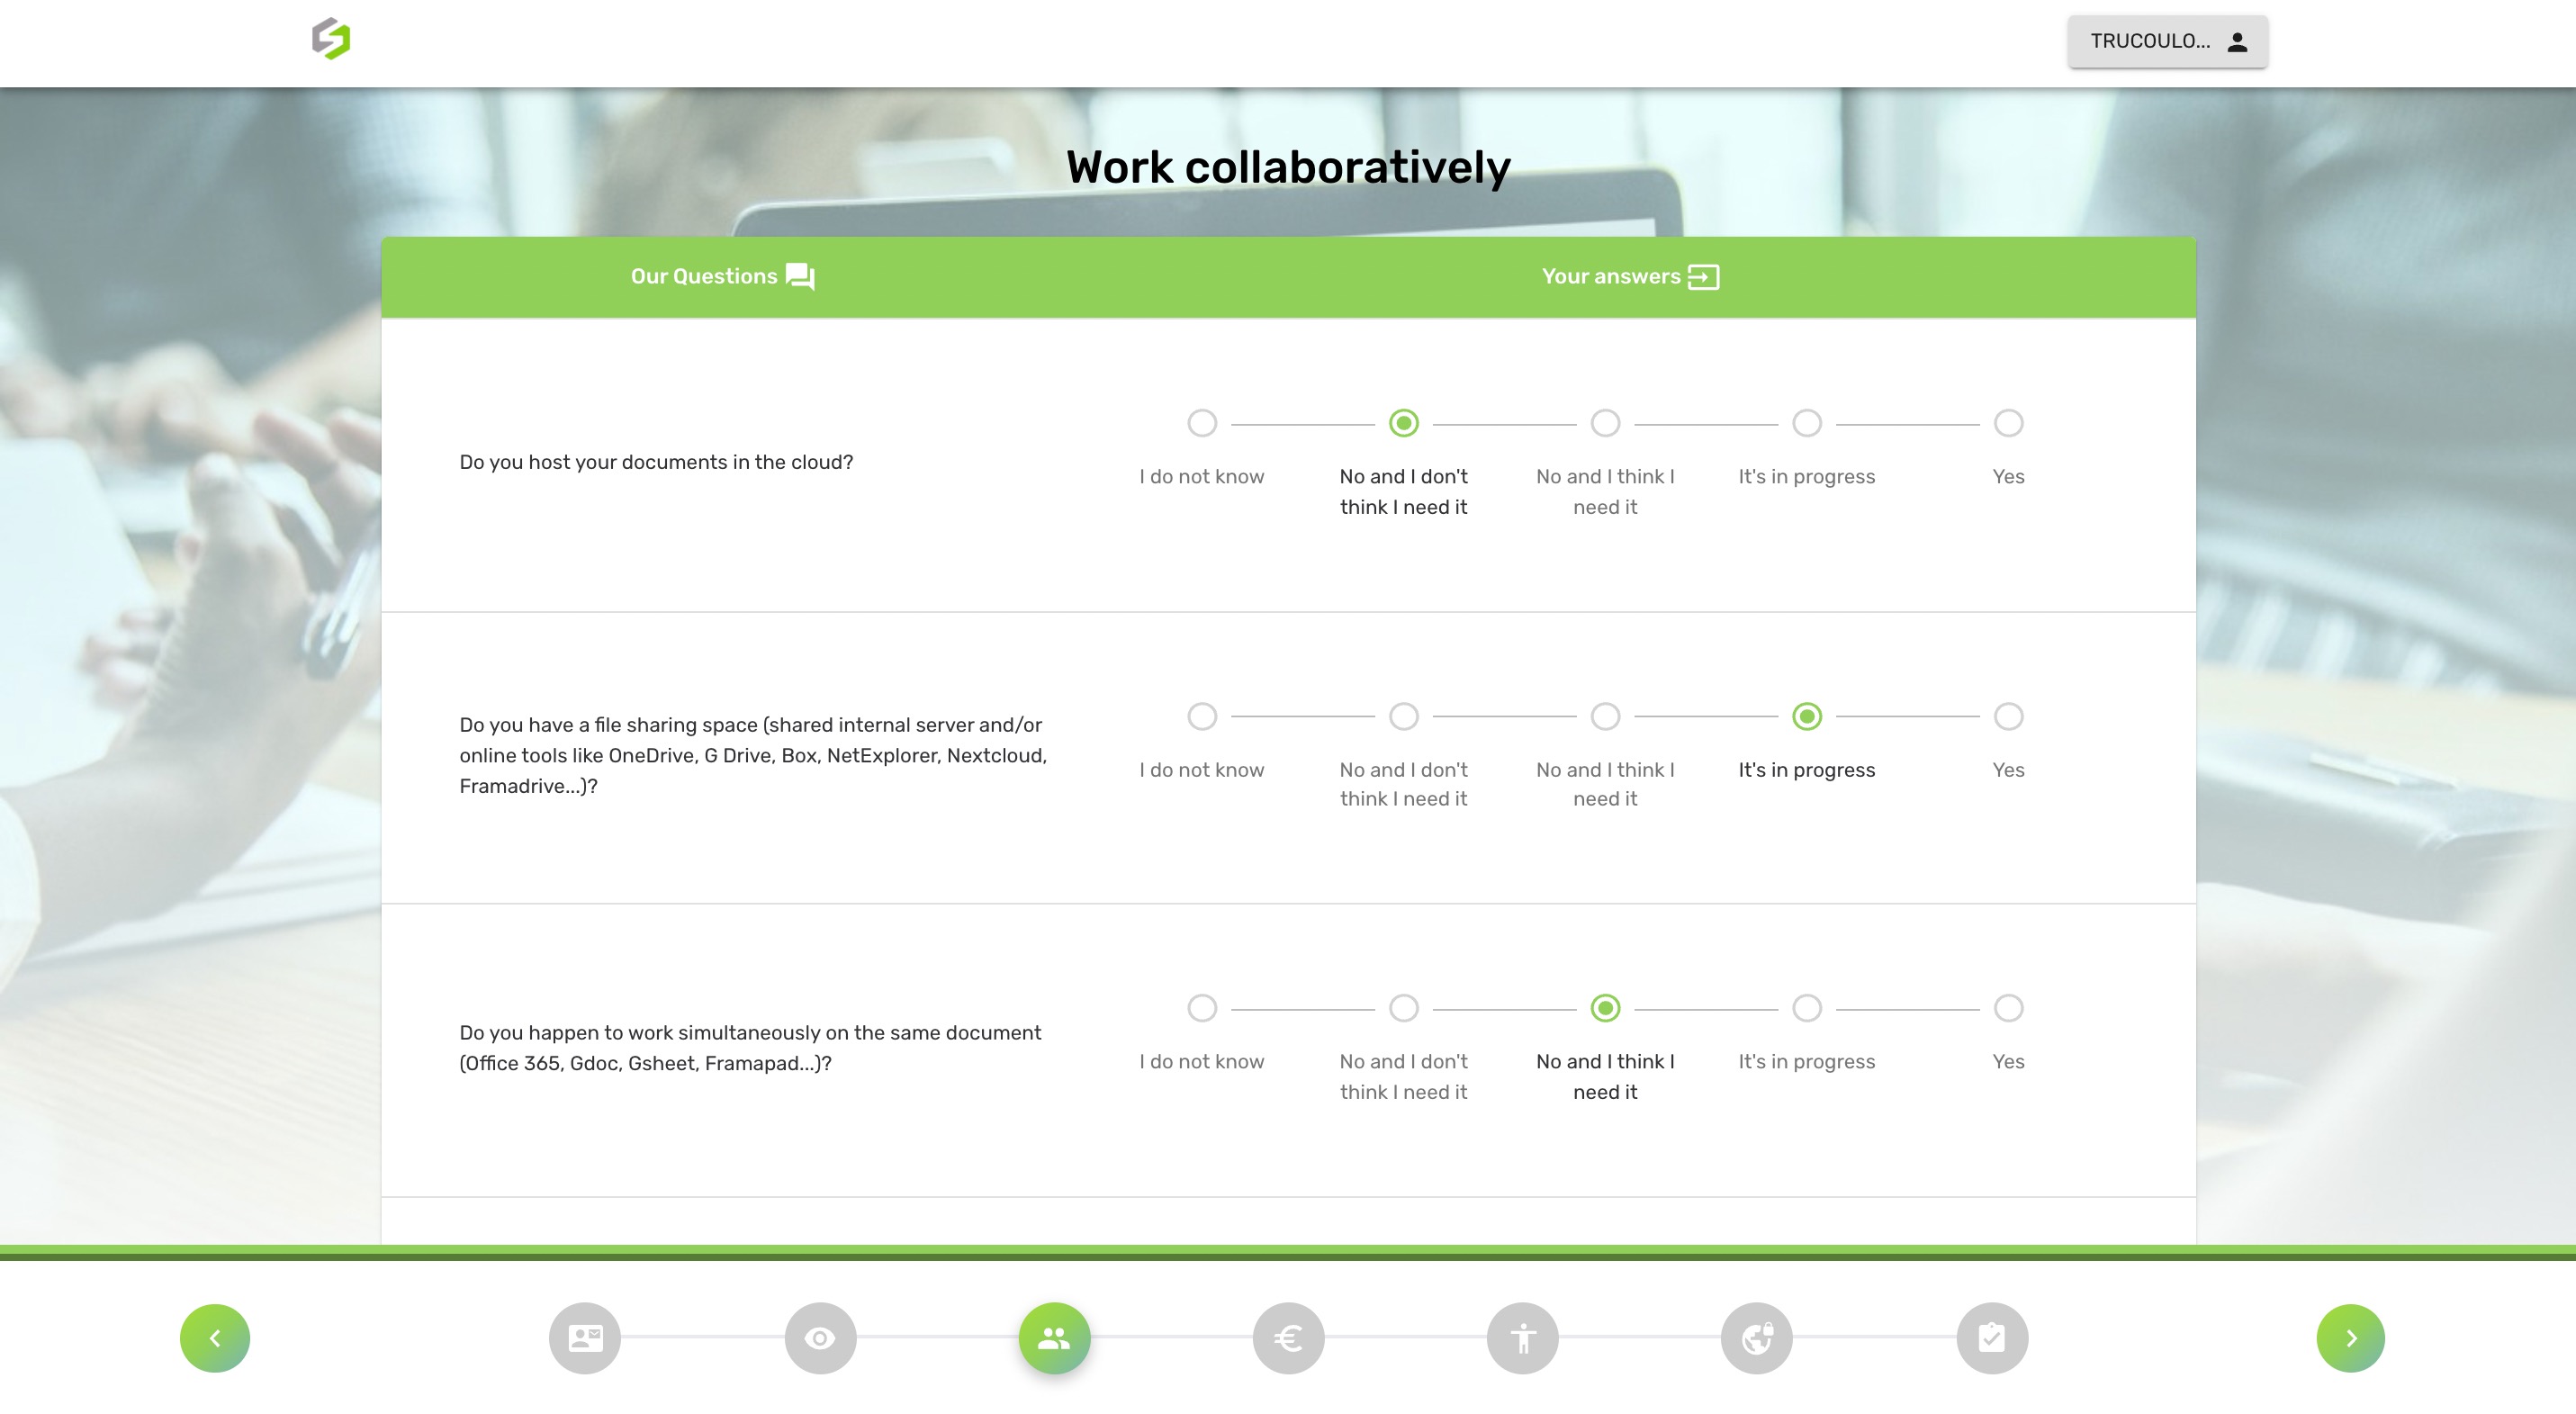 TRUCOULO...
Work collaboratively
Our Questions
Your answers
Do you host your documents in the cloud?
I do not know
No and I don't
think I need it
No and I think I
need it
It's in progress
Yes
Do you have a file sharing space (shared internal server and/or
online tools like OneDrive, G Drive, Box, NetExplorer, Nextcloud,
Framadrive...)?
I do not know
No and I don't
think I need it
No and I think I
need it
It's in progress
Yes
Do you happen to work simultaneously on the same document
(Office 365, Gdoc, Gsheet, Framapad...)?
I do not know
No and I don't
think I need it
No and I think I
need it
It's in progress
Yes